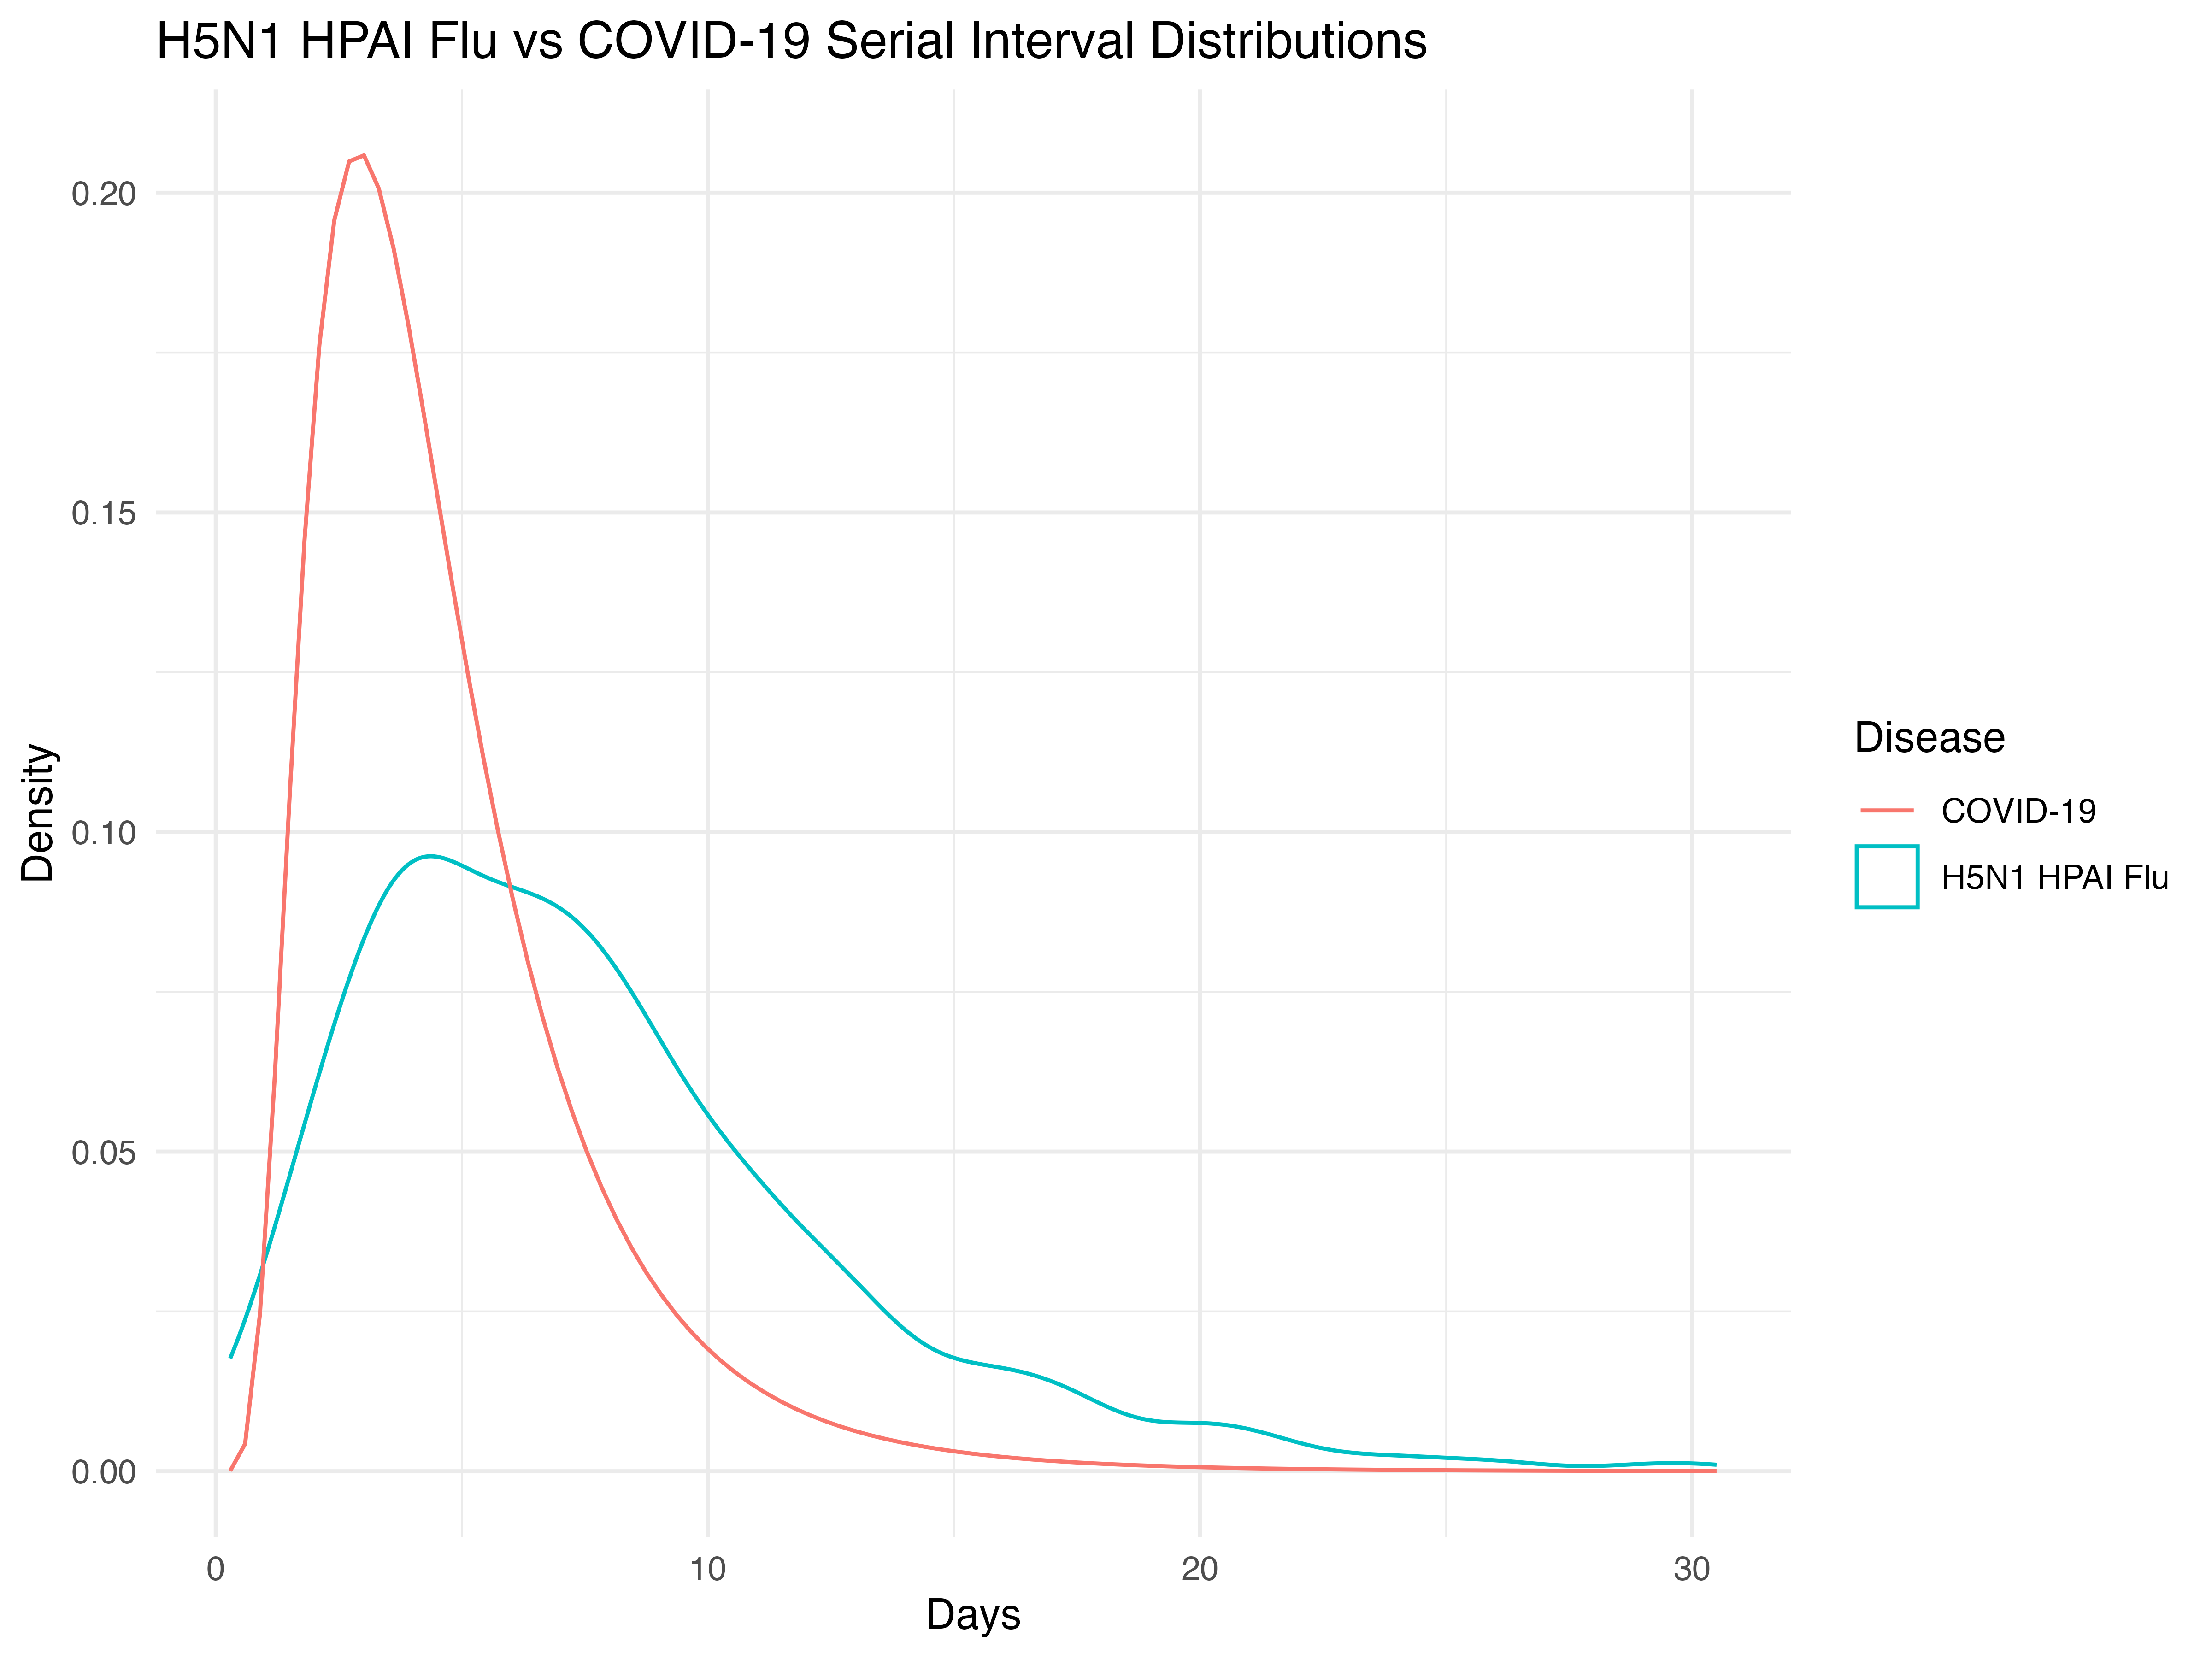 H5N1 HPAI Flu vs COVID-19 Serial Interval Distributions
0.20
0.15
0.10
0.05
0.00
Density
0 10 20 30
Days
Disease
COVID-19
H5N1 HPAI Flu